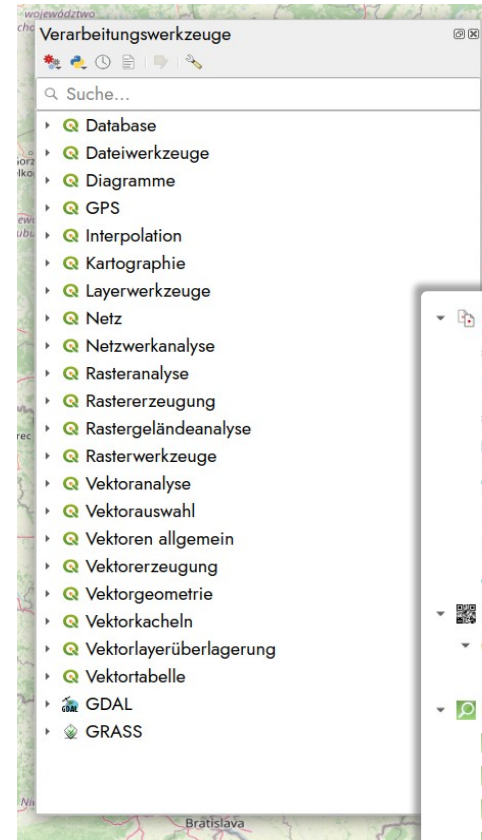 województwo
Verarbeitungswerkzeuge
Suche...
Database
Dateiwerkzeuge
Diagramme
GPS
Interpolation
Kartographie
Layerwerkzeuge
Netz
Netzwerkanalyse
Rasteranalyse
Rastererzeugung
Rastergeländeanalyse
Rasterwerkzeuge
Vektoranalyse
Vektorauswahl
Vektoren allgemein
Vektorerzeugung
Vektorgeometrie
Vektorkacheln
Vektorlayerüberlagerung
Vektortabelle
GDAL GDAL
GRASS
Bratislava